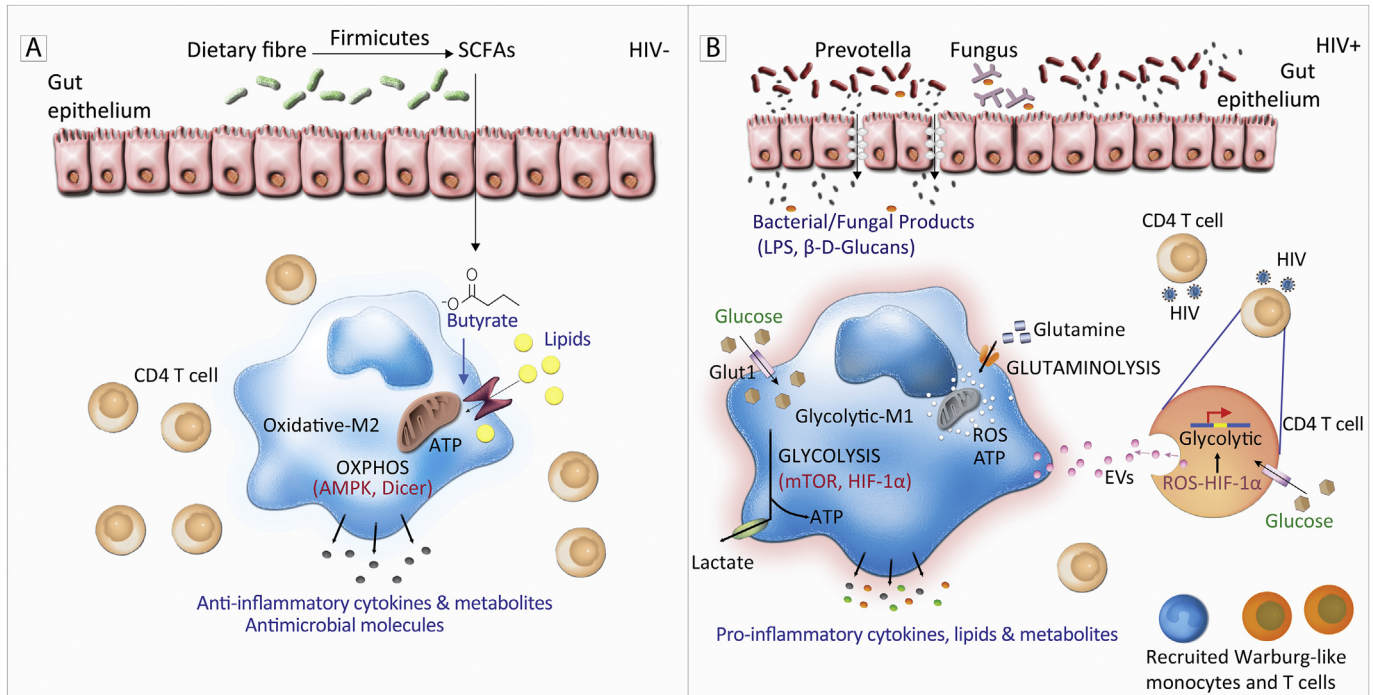 A
Dietary fibre
Firmicutes
SCFAs
HIV-
Gut
epithelium
O
-O
Butyrate
Lipids
CD4 T cell
Oxidative-M2
ATP
OXPHOS
(AMPK, Dicer)
Anti-inflammatory cytokines & metabolites
Antimicrobial molecules
B
Prevotella
Fungus
HIV+
Gut
epithelium
Bacterial/Fungal Products
(LPS, β-D-Glucans)
CD4 T cell
HIV
HIV
Glucose
Glut1
Glutamine
GLUTAMINOLYSIS
Glycolytic-M1
ROS
ATP
GLYCOLYSIS
(mTOR, HIF-1α)
ATP
Lactate
EVs
Glycolytic
ROS-HIF-1α
CD4 T cell
Glucose
Pro-inflammatory cytokines, lipids & metabolites
Recruited Warburg-like
monocytes and T cells